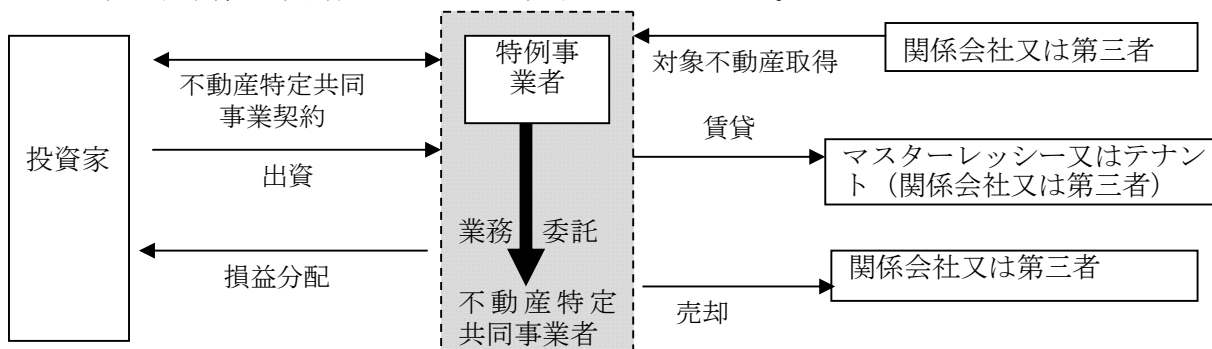 投資家
不動産特定共同
事業契約
出資
損益分配
特例事
業者
業務 委託
不動産特定
共同事業者
対象不動産取得
関係会社又は第三者
賃貸
マスターレッシー又はテナン
ト（関係会社又は第三者）
売却
関係会社又は第三者